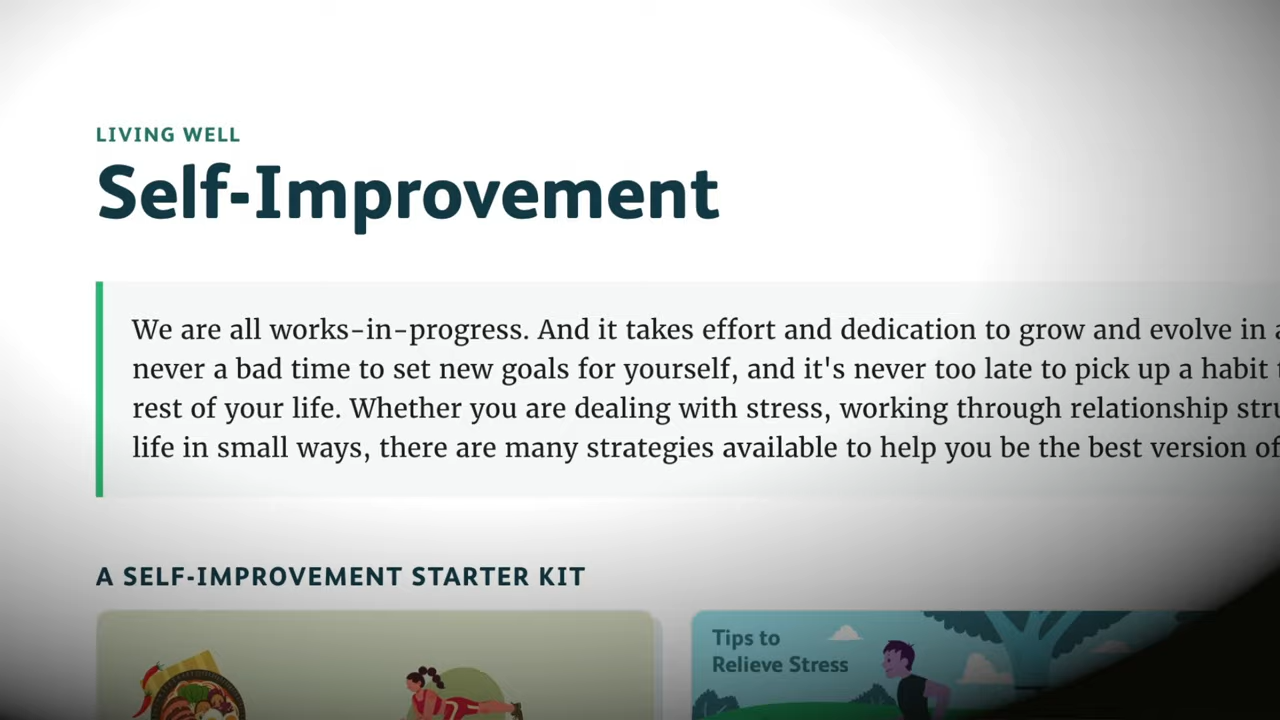 LIVING WELL
Self-Improvement
We are all works-in-progress. And it takes effort and dedication to grow and evolve in
never a bad time to set new goals for yourself, and it's never too late to pick up a habit
rest of your life. Whether you are dealing with stress, working through relationship
life in small ways, there are many strategies available to help you be the best version of
A SELF-IMPROVEMENT STARTER KIT
Tips to
Relieve Stress